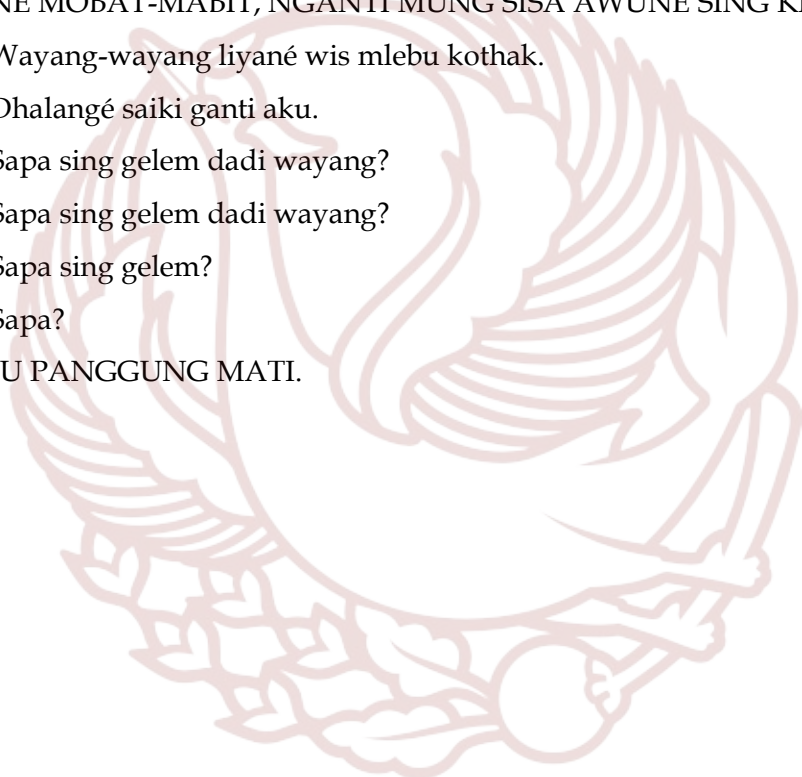 MOBAT-MABIT, NGANTI MUNG SISA AWUNE SING
Wayang-wayang liyané wis mlebu kothak.
Dhalangé saiki ganti aku.
Sapa sing gelem dadi wayang?
Sapa sing gelem dadi wayang?
Sapa sing gelem?
Sapa?
PANGGUNG MATI.